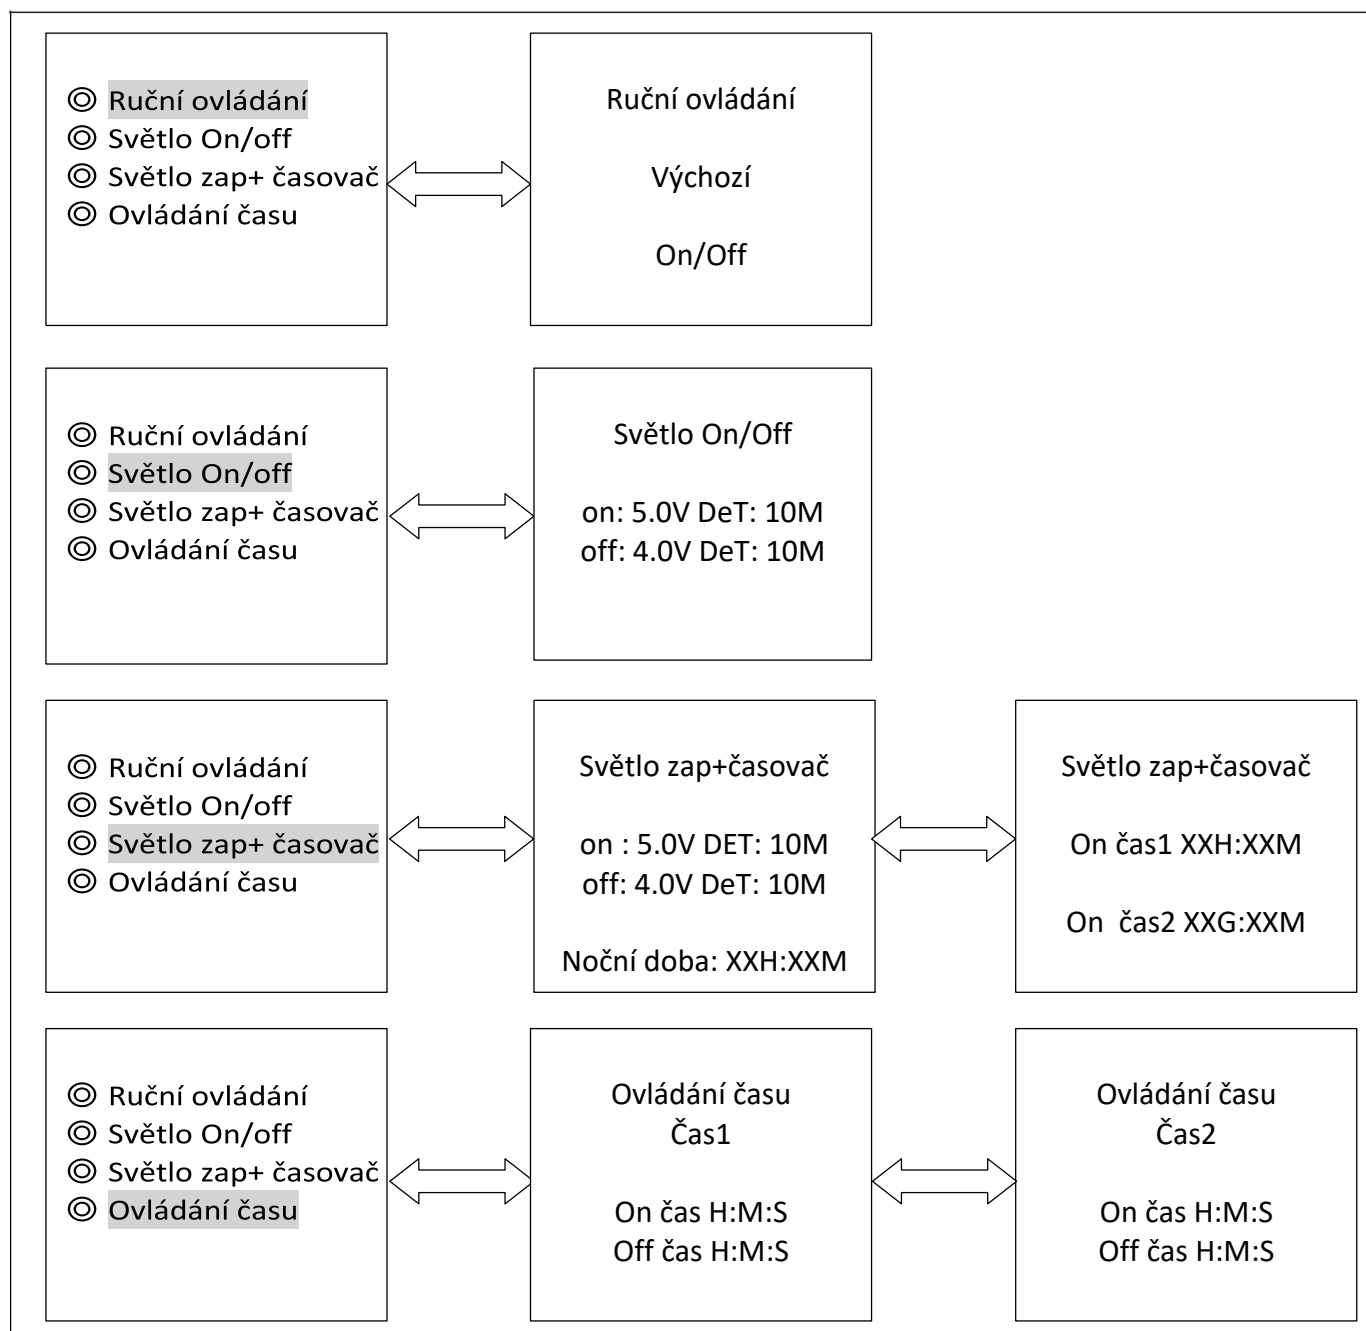 ◎ Ruční ovládání
◎ Světlo On/off
◎ Světlo zap+ časovač
◎ Ovládání času
Ruční ovládání
Výchozí
On/Off
◎ Ruční ovládání
◎ Světlo On/off
◎ Světlo zap+ časovač
◎ Ovládání času
Světlo On/Off
on: 5.0V DeT: 10M
off: 4.0V DeT: 10M
◎ Ruční ovládání
◎ Světlo On/off
◎ Světlo zap+ časovač
◎ Ovládání času
Světlo zap+časovač
on : 5.0V DET: 10M
off: 4.0V DeT: 10M
Noční doba: XXH:XXM
Světlo zap+časovač
On čas1 XXH:XXM
On  čas2 XXG:XXM
◎ Ruční ovládání
◎ Světlo On/off
◎ Světlo zap+ časovač
◎ Ovládání času
Ovládání času
Čas1
On čas H:M:S
Off čas H:M:S
Ovládání času
Čas2
On čas H:M:S
Off čas H:M:S